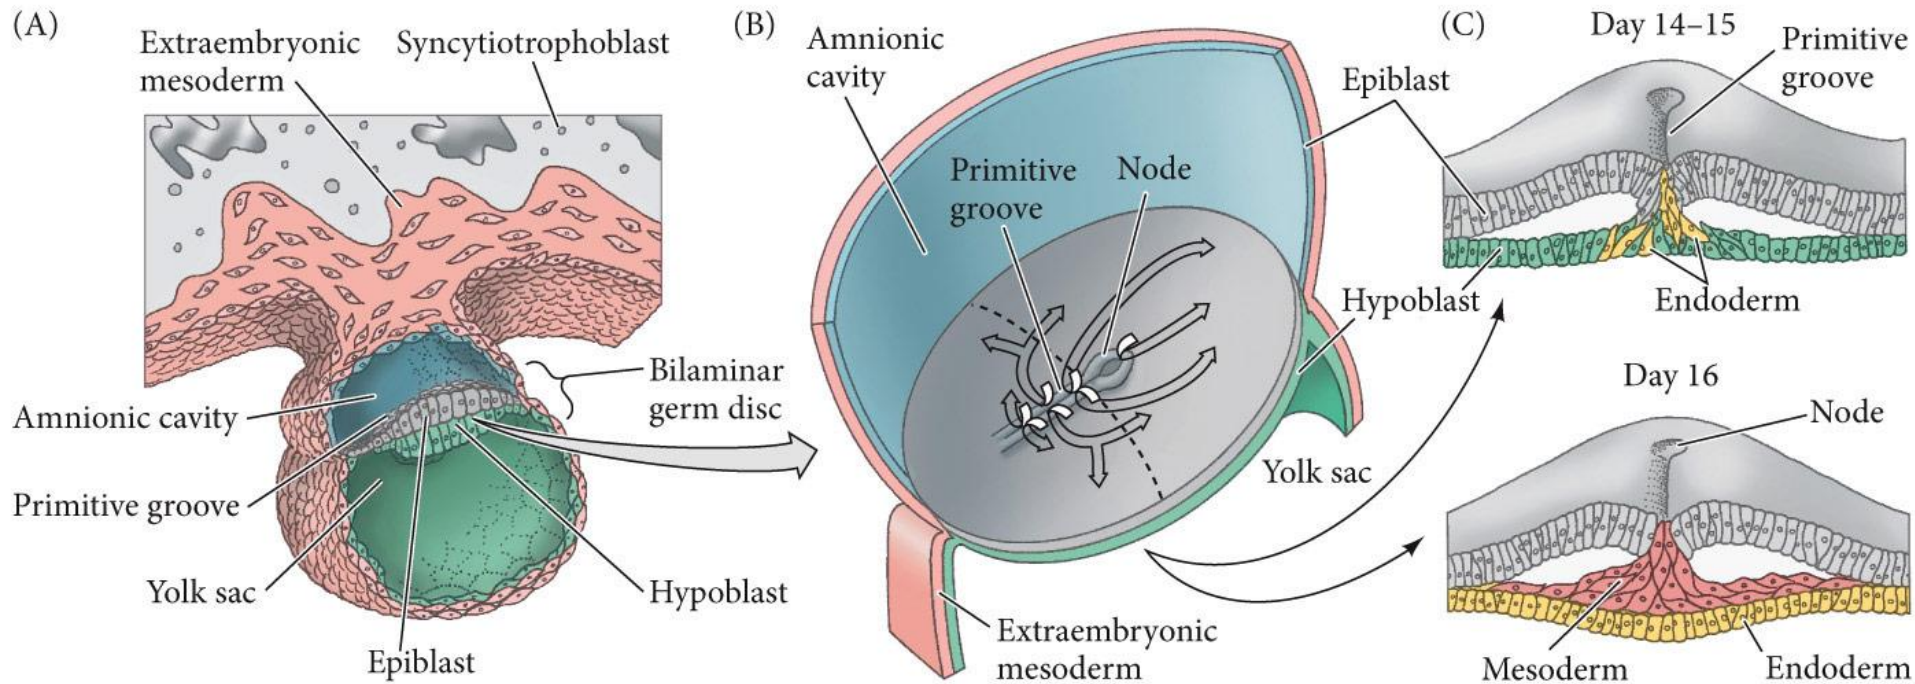 (A)
Extraembryonic
mesoderm
Syncytiotrophoblast
Amnionic cavity
Primitive groove
Yolk sac
Epiblast
Hypoblast
Bilaminar
germ disc
(B)
Amnionic
cavity
Primitive
groove
Node
Epiblast
Hypoblast
Yolk sac
Extraembryonic
mesoderm
(C)
Day 14–15
Primitive
groove
Endoderm
Day 16
Node
Mesoderm
Endoderm